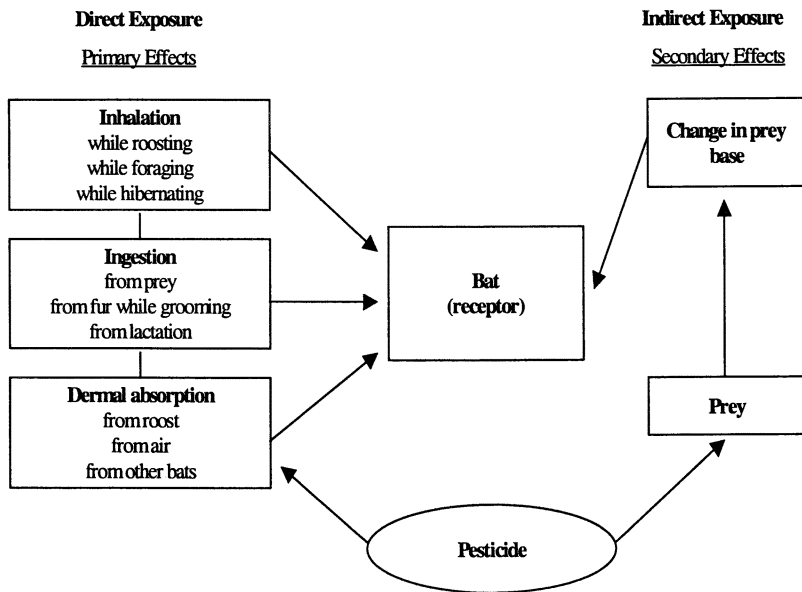 Direct Exposure
Primary Effects
Inhalation
while roosting
while foraging
while hibernating
Ingestion
from prey
from fur while grooming
from lactation
Dermal absorption
from roost
from air
from other bats
Bat
(receptor)
Pesticide
Indirect Exposure
Secondary Effects
Change in prey
base
Prey